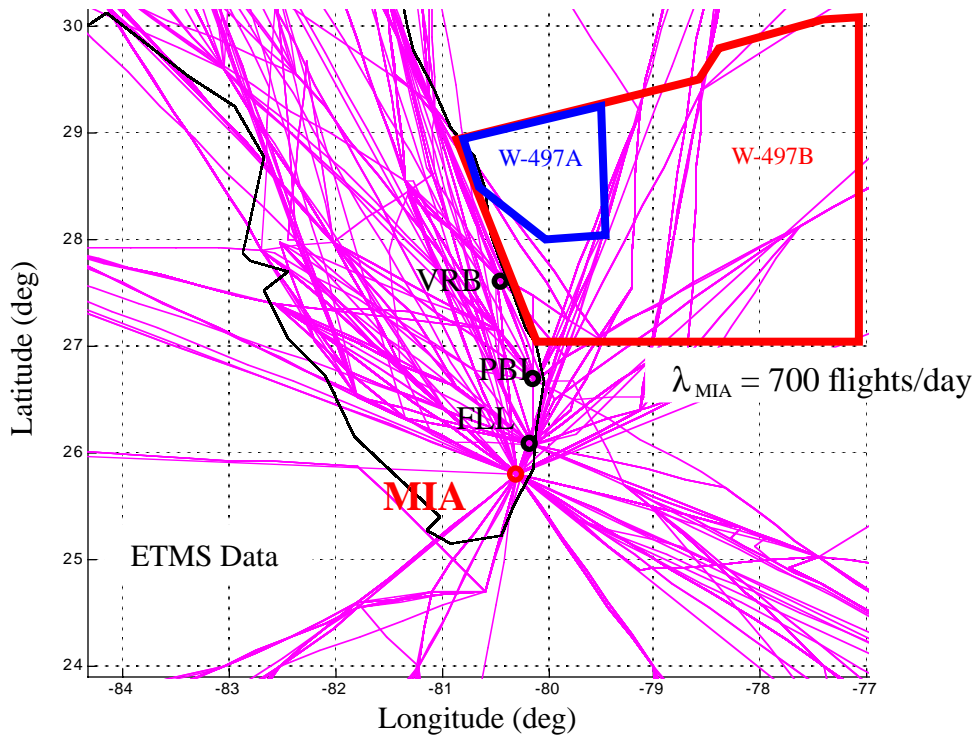 30
29
28
27
26
25
24
Latitude (deg)
W-497A
W-497B
VRB
PBI
FLL
MIA
λMIA = 700 flights/day
ETMS Data
-84
-83
-82
-81
-80
-79
-78
-77
Longitude (deg)